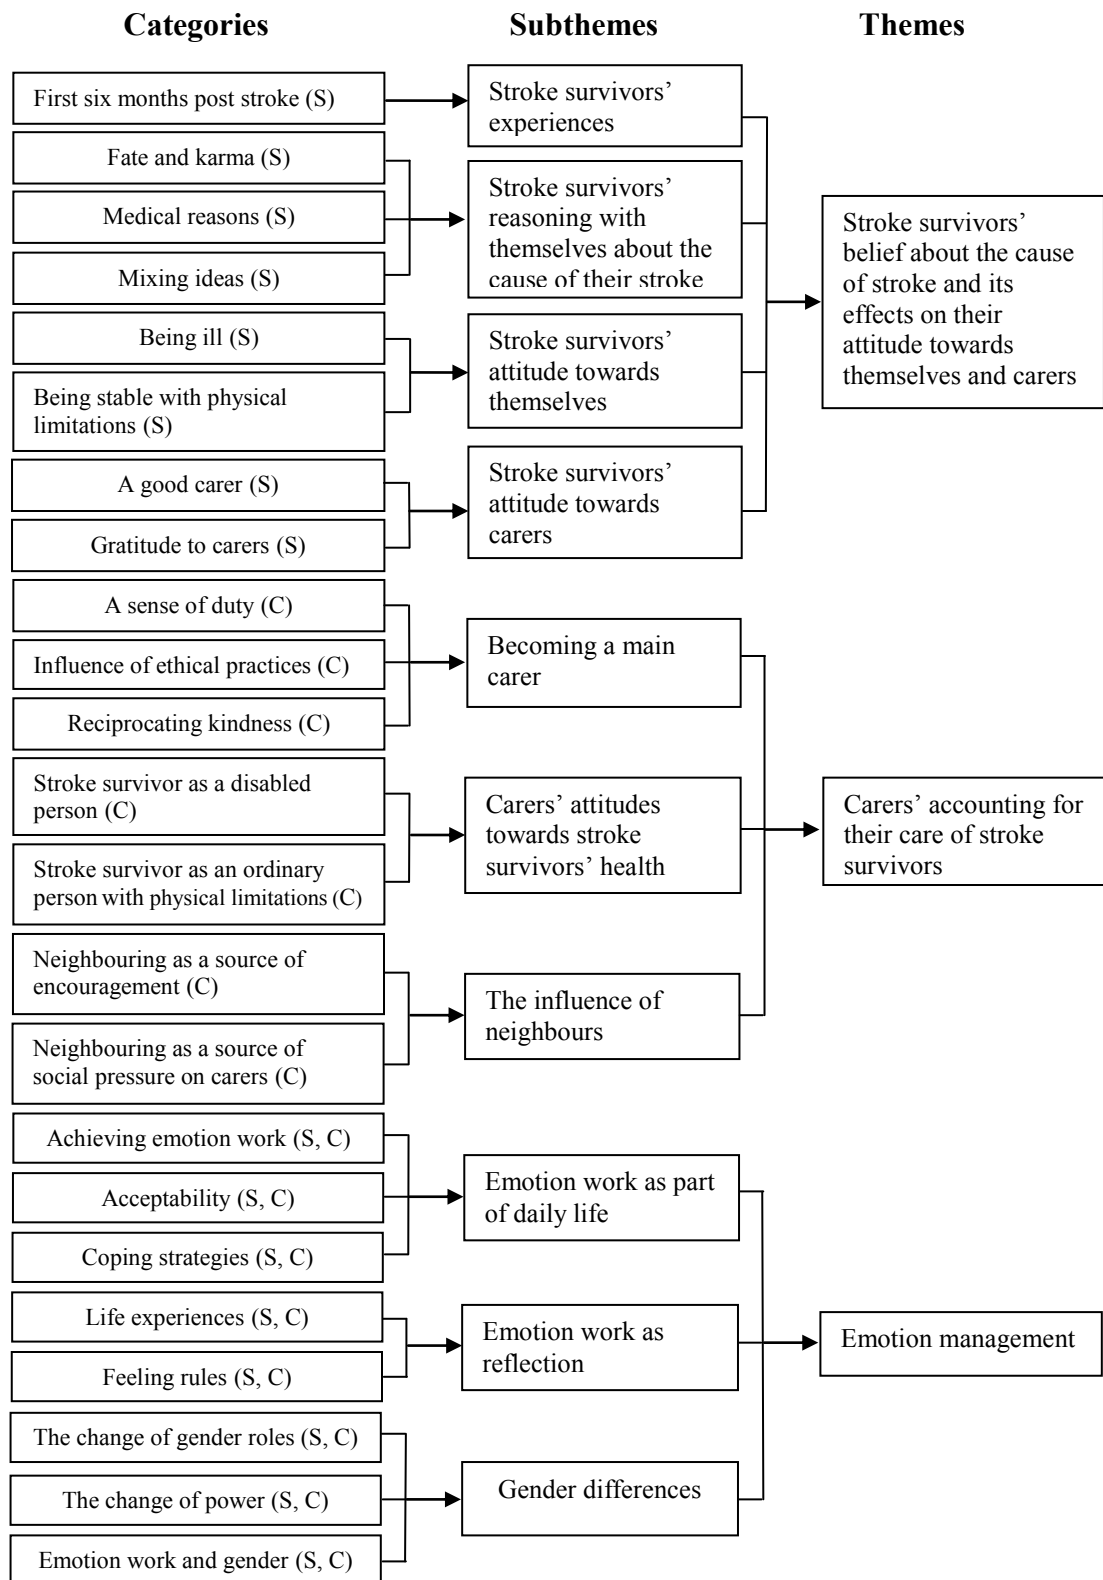 Categories
Subthemes
Themes
First six months post stroke (S)
Fate and karma (S)
Medical reasons (S)
Mixing ideas (S)
Being ill (S)
Being stable with physical
limitations (S)
A good carer (S)
Gratitude to carers (S)
A sense of duty (C)
Influence of ethical practices (C)
Reciprocating kindness (C)
Stroke survivor as a disabled
person (C)
Stroke survivor as an ordinary
person with physical limitations (C)
Neighbouring as a source of
encouragement (C)
Neighbouring as a source of
social pressure on carers (C)
Achieving emotion work (S, C)
Acceptability (S, C)
Coping strategies (S, C)
Life experiences (S, C)
Feeling rules (S, C)
The change of gender roles (S, C)
The change of power (S, C)
Emotion work and gender (S, C)
Stroke survivors’
experiences
Stroke survivors’
reasoning with
themselves about the
cause of their stroke
Stroke survivors’
attitude towards
themselves
Stroke survivors’
attitude towards
carers
Becoming a main
carer
Carers’ attitudes
towards stroke
survivors’ health
The influence of
neighbours
Emotion work as part
of daily life
Emotion work as
reflection
Gender differences
Stroke survivors’
belief about the cause
of stroke and its
effects on their
attitude towards
themselves and carers
Carers’ accounting for
their care of stroke
survivors
Emotion management